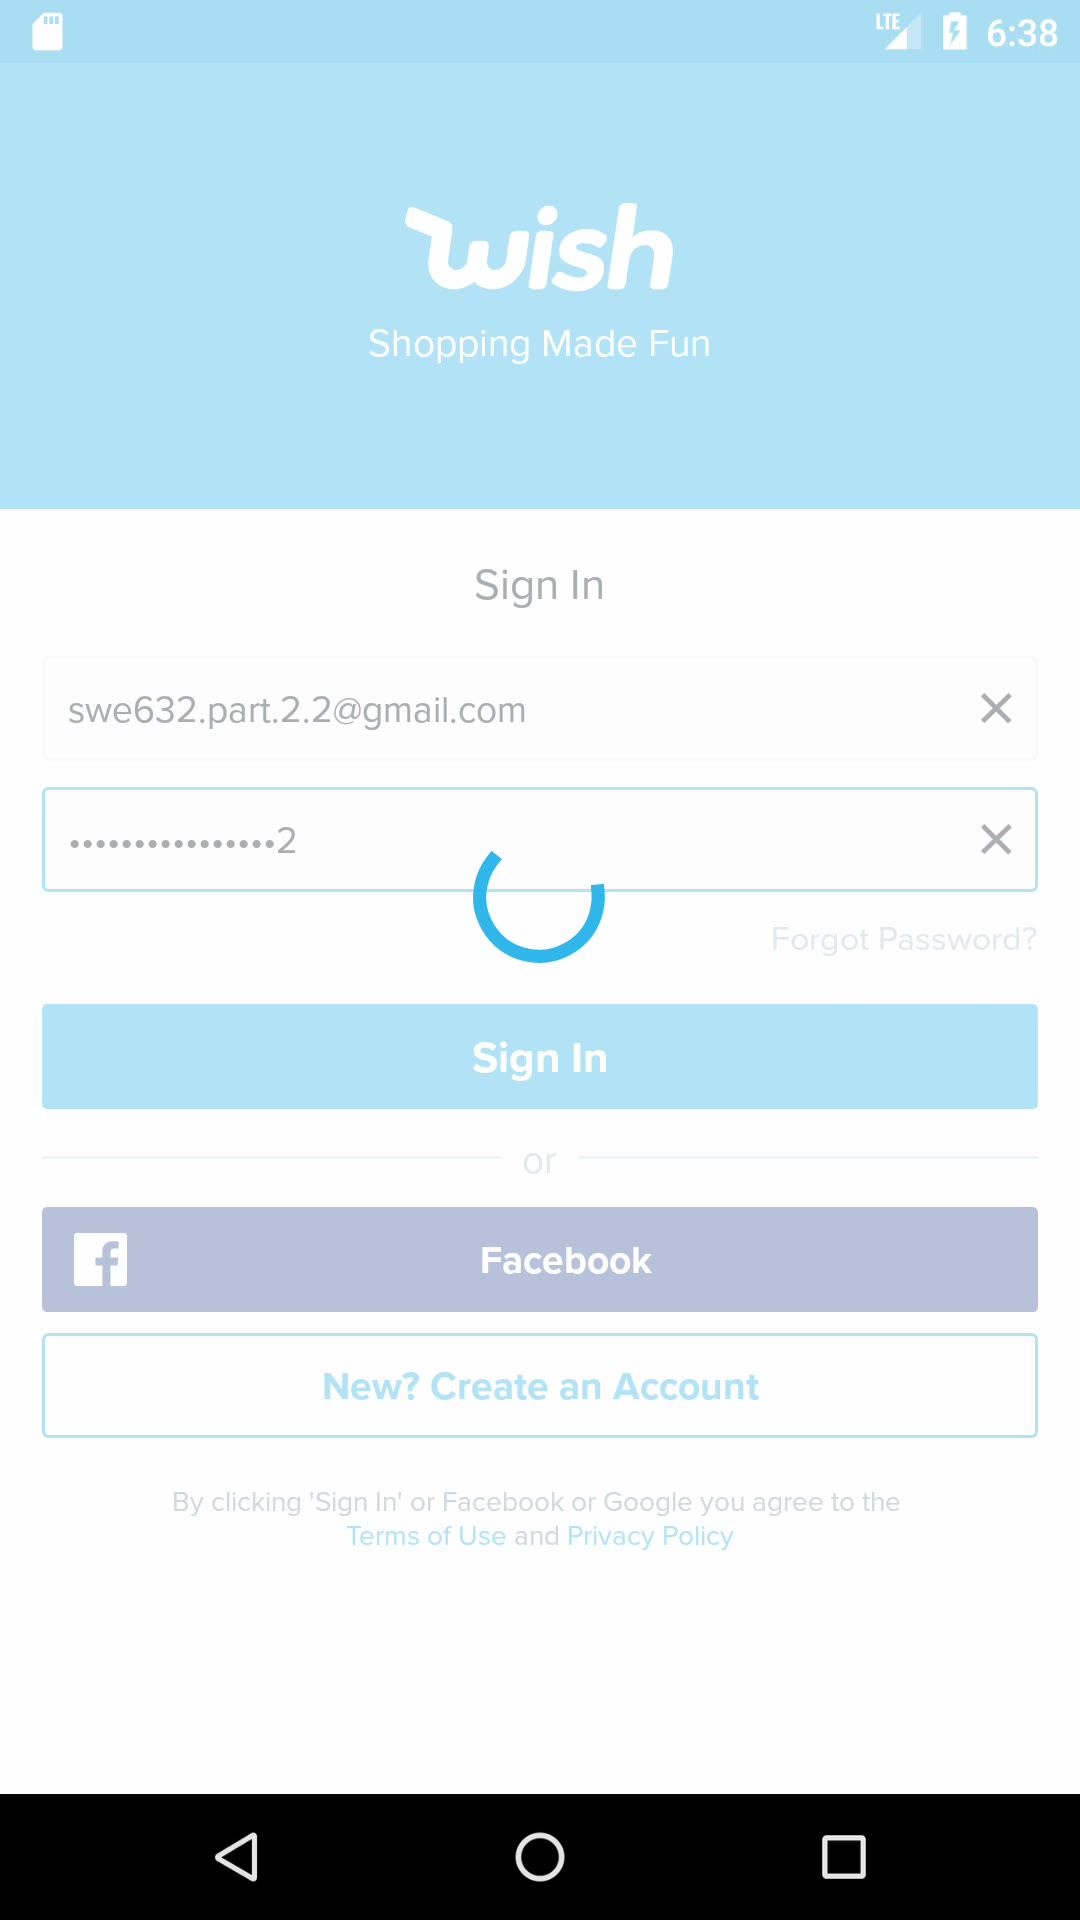 LTE 6:38
wish
Shopping Made Fun
Sign In
swe632.part.2.2@gmail.com
••••••••••••••••2
Forgot Password?
Sign In
or
Facebook
New? Create an Account
By clicking 'Sign In' or Facebook or Google you agree to the
Terms of Use and Privacy Policy